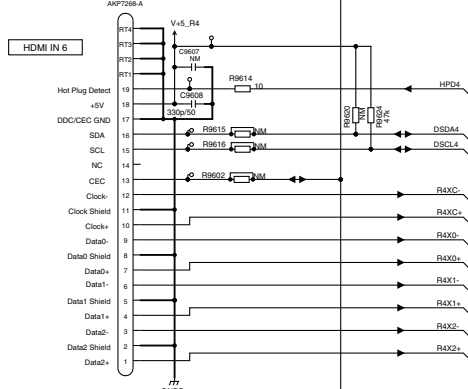 AKP7268-A
RT4
V+5_R4
HDMI IN 6
RT3
C9607
NM
RT2
RT1
R9614
10
Hot Plug Detect 19
HPD4
C9608
+5V 18
330p/50
R9620
NM
R9624
47k
DDC/CEC GND 17
SDA 16
R9615
NM
DSDA4
SCL 15
R9616
NM
DSCL4
NC 14
CEC 13
R9602
NM
Clock- 12
R4XC-
Clock Shield 11
Clock+ 10
R4XC+
Data0- 9
R4X0-
Data0 Shield 8
Data0+ 7
R4X0+
Data1- 6
R4X1-
Data1 Shield 5
Data1+ 4
R4X1+
Data2- 3
R4X2-
Data2 Shield 2
Data2+ 1
R4X2+